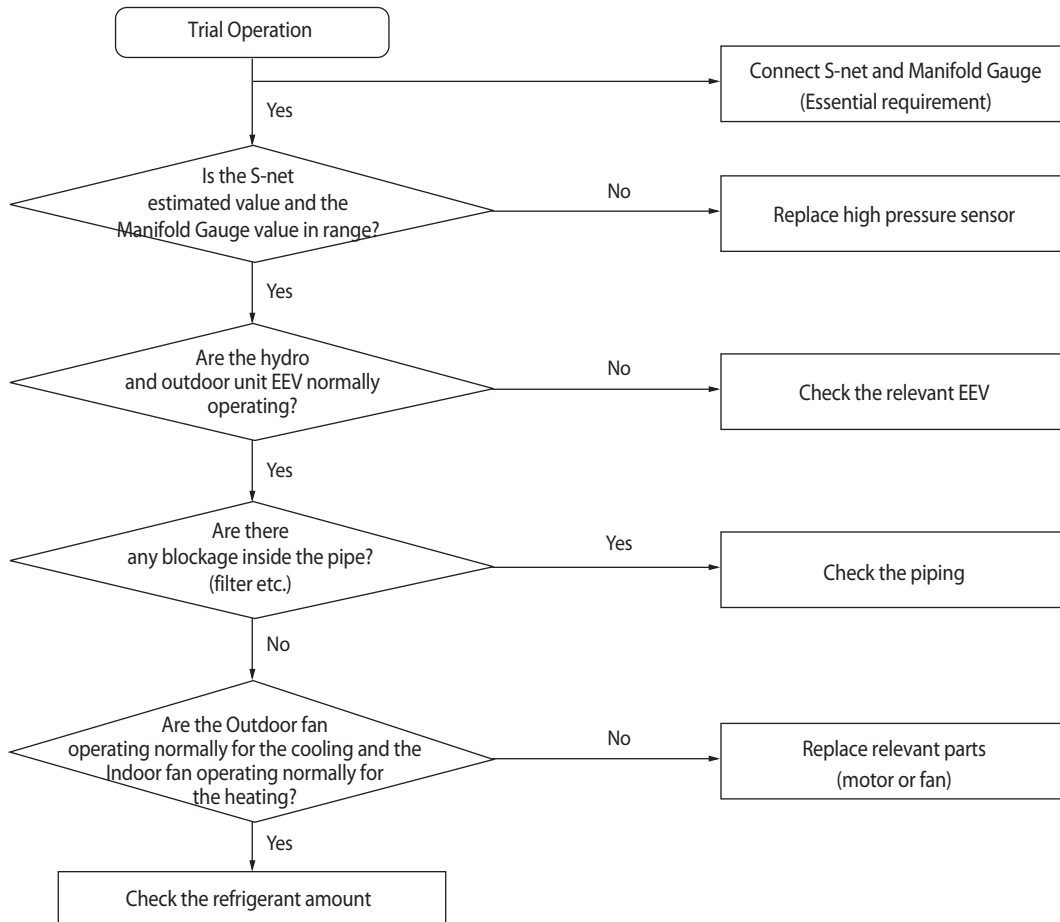 Trial Operation
Connect S-net and Manifold Gauge
(Essential requirement)
Yes
Is the S-net
estimated value and the
Manifold Gauge value in range?
No
Replace high pressure sensor
Yes
Are the hydro
and outdoor unit EEV normally
operating?
No
Check the relevant EEV
Yes
Are there
any blockage inside the pipe?
(filter etc.)
Yes
Check the piping
No
Are the Outdoor fan
operating normally for the cooling and the
Indoor fan operating normally for
the heating?
No
Replace relevant parts
(motor or fan)
Yes
Check the refrigerant amount